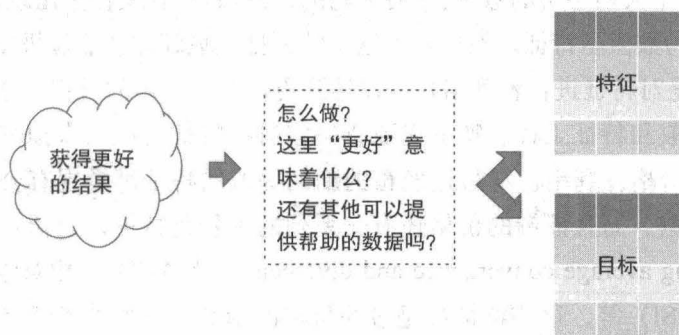 获得更好
的结果
怎么做?
这里“更好”意
味着什么?
还有其他可以提
供帮助的数据吗?
特征
目标